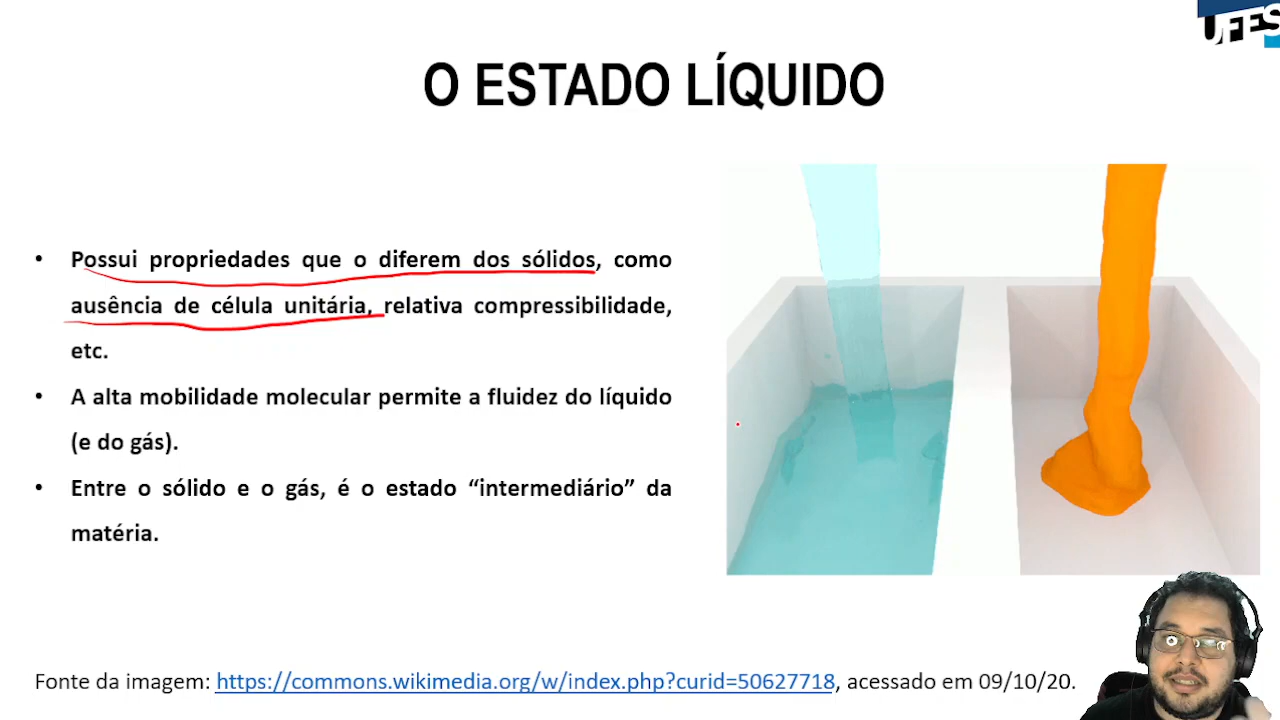 UFES
O ESTADO LÍQUIDO
• Possui propriedades que o diferem dos sólidos, como
ausência de célula unitária, relativa compressibilidade,
etc.
• A alta mobilidade molecular permite a fluidez do líquido
(e do gás).
• Entre o sólido e o gás, é o estado “intermediário” da
matéria.
Fonte da imagem: https://commons.wikimedia.org/w/index.php?curid=50627718, acessado em 09/10/20.